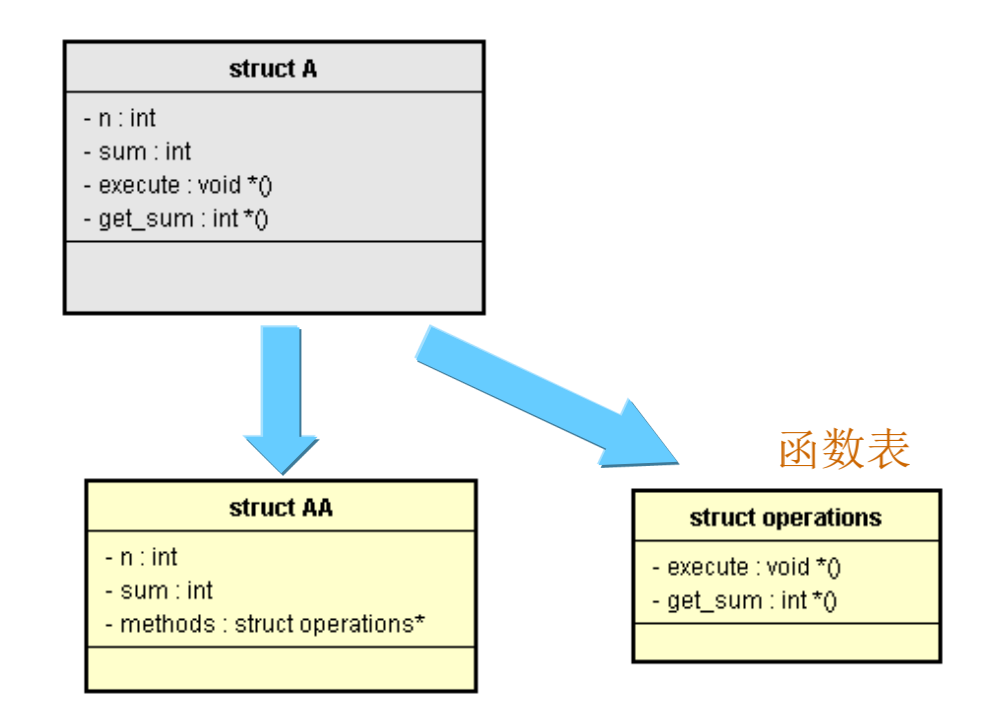 struct A
- n : int
- sum : int
- execute : void *()
- get_sum : int *()
函数表
struct AA
- n : int
- sum : int
- methods : struct operations*
struct operations
- execute : void *()
- get_sum : int *()